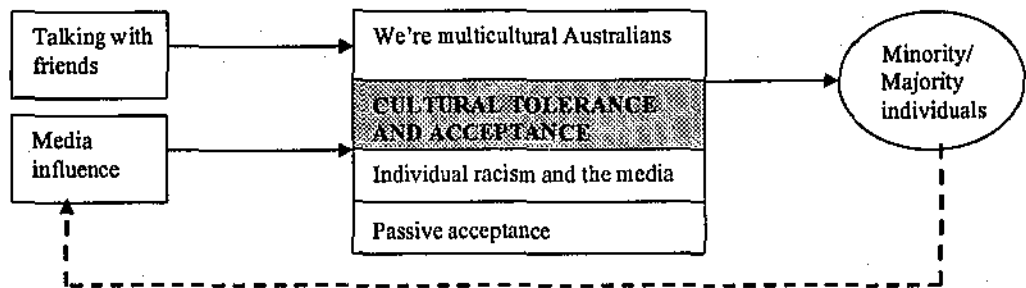 Talking with
friends
We're multicultural Australians
Minority/
Majority
individuals
CULTURAL TOLERANCE
AND ACCEPTANCE
Media
influence
Individual racism and the media
Passive acceptance